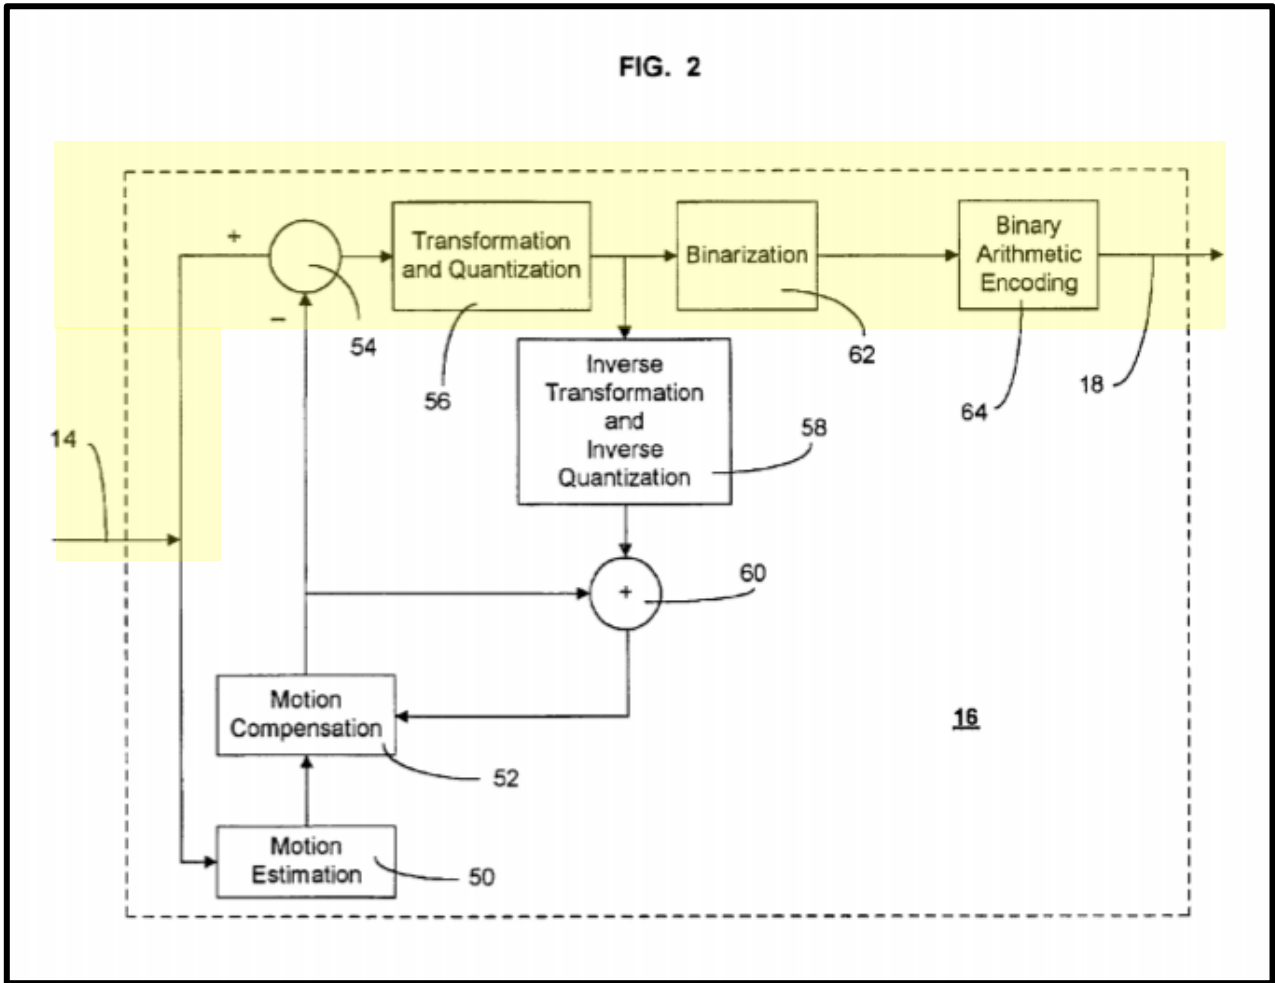 FIG. 2
+
Transformation
and Quantization
Binarization
Binary
Arithmetic
Encoding
−
54
56
62
64
18
14
Inverse
Transformation
and
Inverse
Quantization
58
+
60
Motion
Compensation
52
16
Motion
Estimation
50